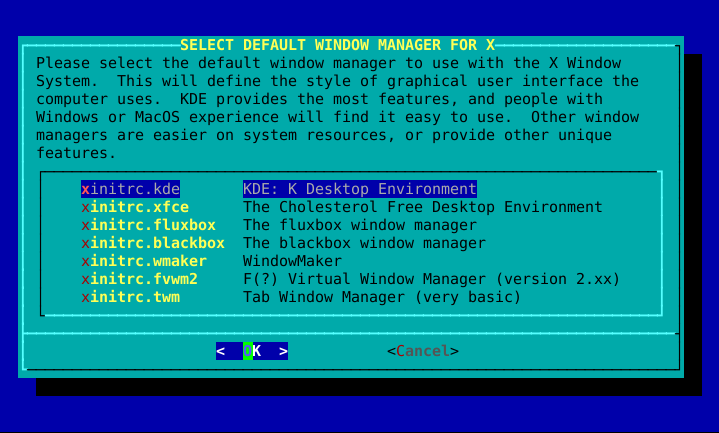 SELECT DEFAULT WINDOW MANAGER FOR X
Please select the default window manager to use with the X Window
System.  This will define the style of graphical user interface the
computer uses.  KDE provides the most features, and people with
Windows or MacOS experience will find it easy to use.  Other window
managers are easier on system resources, or provide other unique
features.
xinitrc.kde       KDE: K Desktop Environment
xinitrc.xfce      The Cholesterol Free Desktop Environment
xinitrc.fluxbox   The fluxbox window manager
xinitrc.blackbox  The blackbox window manager
xinitrc.wmaker    WindowMaker
xinitrc.fvwm2     F(?) Virtual Window Manager (version 2.xx)
xinitrc.twm       Tab Window Manager (very basic)
<  OK  >           <Cancel>